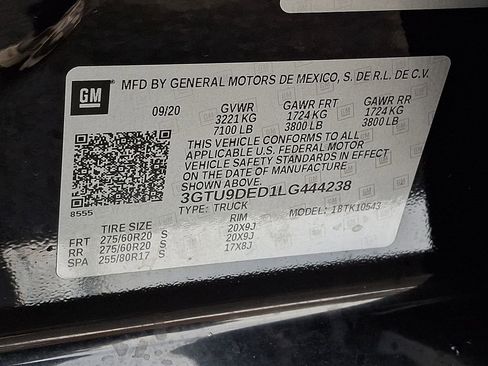 GM
MFD BY GENERAL MOTORS DE MEXICO, S. DE R.L. DE C.V.
09/20 GVWR GAWR FRT GAWR RR
3221 KG 1724 KG 1724 KG
7100 LB 3800 LB 3800 LB
THIS VEHICLE CONFORMS TO ALL
APPLICABLE U.S. FEDERAL MOTOR
VEHICLE SAFETY STANDARDS IN EFFECT
ON THE DATE OF MANUFACTURE
SHOWN ABOVE.
3GTU9DED1LG444238
8555
TYPE: TRUCK MODEL: 1BTK10543
TIRE SIZE RIM
FRT 275/60R20 S 20X9J
RR 275/60R20 S 20X9J
SPA 255/80R17 S 17X8J